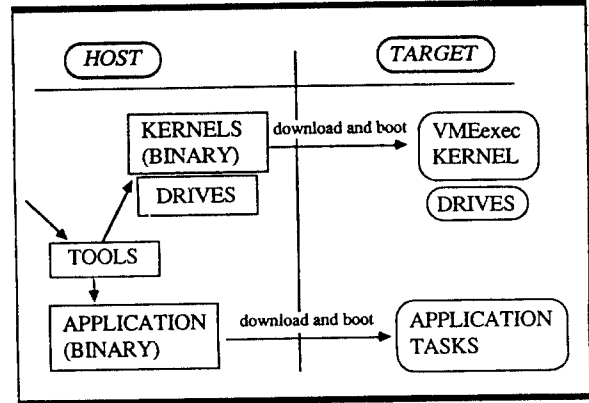 HOST
TARGET
KERNELS
(BINARY)
download and boot
VMEexec
KERNEL
DRIVES
DRIVES
TOOLS
APPLICATION
(BINARY)
download and boot
APPLICATION
TASKS